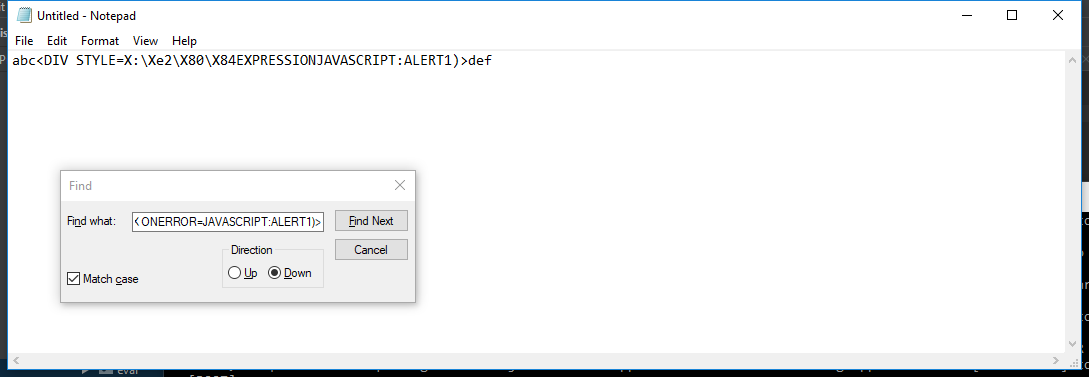 Untitled - Notepad
File Edit Format View Help
abc<DIV STYLE=X:\Xe2\X80\X84EXPRESSIONJAVASCRIPT:ALERT1)>def
Find
Find what: < ONERROR=JAVASCRIPT:ALERT1)> Find Next
Direction Cancel
Up Down
Match case
eval